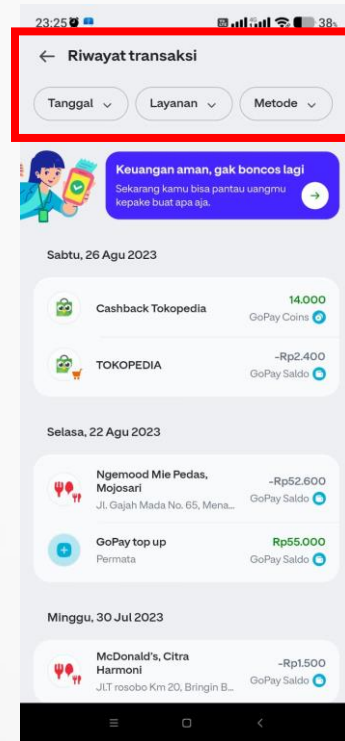 23:25
38%
← Riwayat transaksi
Tanggal
Layanan
Metode
Keuangan aman, gak boncos lagi
Sekarang kamu bisa pantau uangmu
kepake buat apa aja.
Sabtu, 26 Agu 2023
Cashback Tokopedia
14.000
GoPay Coins
TOKOPEDIA
-Rp2.400
GoPay Saldo
Selasa, 22 Agu 2023
Ngemood Mie Pedas,
Mojosari
-Rp52.600
Jl. Gajah Mada No. 65, Mena...
GoPay Saldo
GoPay top up
Rp55.000
Permata
GoPay Saldo
Minggu, 30 Jul 2023
McDonald's, Citra
Harmoni
-Rp1.500
Jl.T rosobo Km 20, Bringin B...
GoPay Saldo